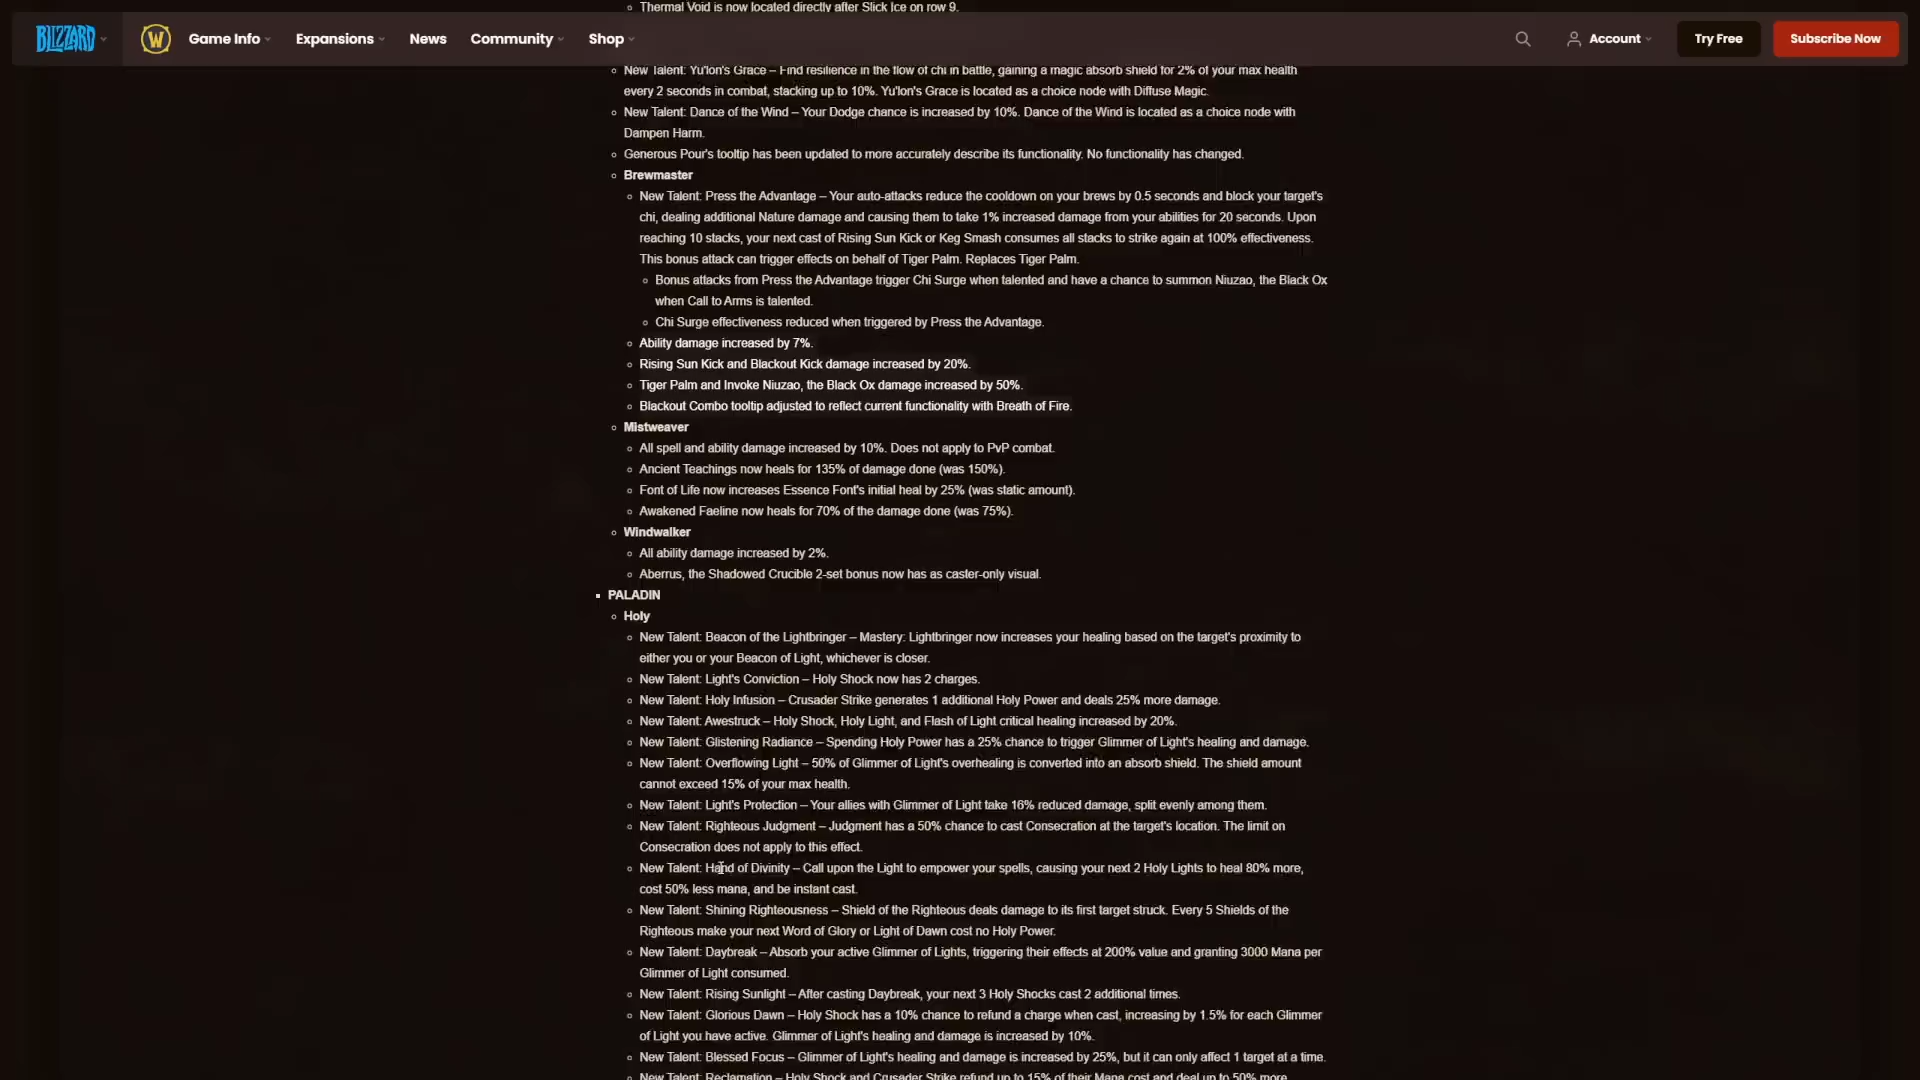 Thermal Void is now located directly after Slick Ice on row 9.
BLIZZARD
W
Game Info
Expansions
News
Community
Shop
Account
Try Free
Subscribe Now
New Talent: Yu'lon's Grace – Find resilience in the flow of chi in battle, gaining a magic absorb shield for 2% of your max health
every 2 seconds in combat, stacking up to 10%. Yu'lon's Grace is located as a choice node with Diffuse Magic.
New Talent: Dance of the Wind – Your Dodge chance is increased by 10%. Dance of the Wind is located as a choice node with
Dampen Harm.
Generous Pour's tooltip has been updated to more accurately describe its functionality. No functionality has changed.
Brewmaster
New Talent: Press the Advantage – Your auto-attacks reduce the cooldown on your brews by 0.5 seconds and block your target's
chi, dealing additional Nature damage and causing them to take 1% increased damage from your abilities for 20 seconds. Upon
reaching 10 stacks, your next cast of Rising Sun Kick or Keg Smash consumes all stacks to strike again at 100% effectiveness.
This bonus attack can trigger effects on behalf of Tiger Palm. Replaces Tiger Palm.
Bonus attacks from Press the Advantage trigger Chi Surge when talented and have a chance to summon Niuzao, the Black Ox
when Call to Arms is talented.
Chi Surge effectiveness reduced when triggered by Press the Advantage.
Ability damage increased by 7%.
Rising Sun Kick and Blackout Kick damage increased by 20%.
Tiger Palm and Invoke Niuzao, the Black Ox damage increased by 50%.
Blackout Combo tooltip adjusted to reflect current functionality with Breath of Fire.
Mistweaver
All spell and ability damage increased by 10%. Does not apply to PvP combat.
Ancient Teachings now heals for 135% of damage done (was 150%).
Font of Life now increases Essence Font's initial heal by 25% (was static amount).
Awakened Faeline now heals for 70% of the damage done (was 75%).
Windwalker
All ability damage increased by 2%.
Aberrus, the Shadowed Crucible 2-set bonus now has as caster-only visual.
PALADIN
Holy
New Talent: Beacon of the Lightbringer – Mastery: Lightbringer now increases your healing based on the target's proximity to
either you or your Beacon of Light, whichever is closer.
New Talent: Light's Conviction – Holy Shock now has 2 charges.
New Talent: Holy Infusion – Crusader Strike generates 1 additional Holy Power and deals 25% more damage.
New Talent: Awestruck – Holy Shock, Holy Light, and Flash of Light critical healing increased by 20%.
New Talent: Glistening Radiance – Spending Holy Power has a 25% chance to trigger Glimmer of Light's healing and damage.
New Talent: Overflowing Light – 50% of Glimmer of Light's overhealing is converted into an absorb shield. The shield amount
cannot exceed 15% of your max health.
New Talent: Light's Protection – Your allies with Glimmer of Light take 16% reduced damage, split evenly among them.
New Talent: Righteous Judgment – Judgment has a 50% chance to cast Consecration at the target's location. The limit on
Consecration does not apply to this effect.
New Talent: Hand of Divinity – Call upon the Light to empower your spells, causing your next 2 Holy Lights to heal 80% more,
cost 50% less mana, and be instant cast.
New Talent: Shining Righteousness – Shield of the Righteous deals damage to its first target struck. Every 5 Shields of the
Righteous make your next Word of Glory or Light of Dawn cost no Holy Power.
New Talent: Daybreak – Absorb your active Glimmer of Lights, triggering their effects at 200% value and granting 3000 Mana per
Glimmer of Light consumed.
New Talent: Rising Sunlight – After casting Daybreak, your next 3 Holy Shocks cast 2 additional times.
New Talent: Glorious Dawn – Holy Shock has a 10% chance to refund a charge when cast, increasing by 1.5% for each Glimmer
of Light you have active. Glimmer of Light's healing and damage is increased by 10%.
New Talent: Blessed Focus – Glimmer of Light's healing and damage is increased by 25%, but it can only affect 1 target at a time.
New Talent: Reclamation – Holy Shock and Crusader Strike refund up to 15% of their Mana cost and deal up to 50% more